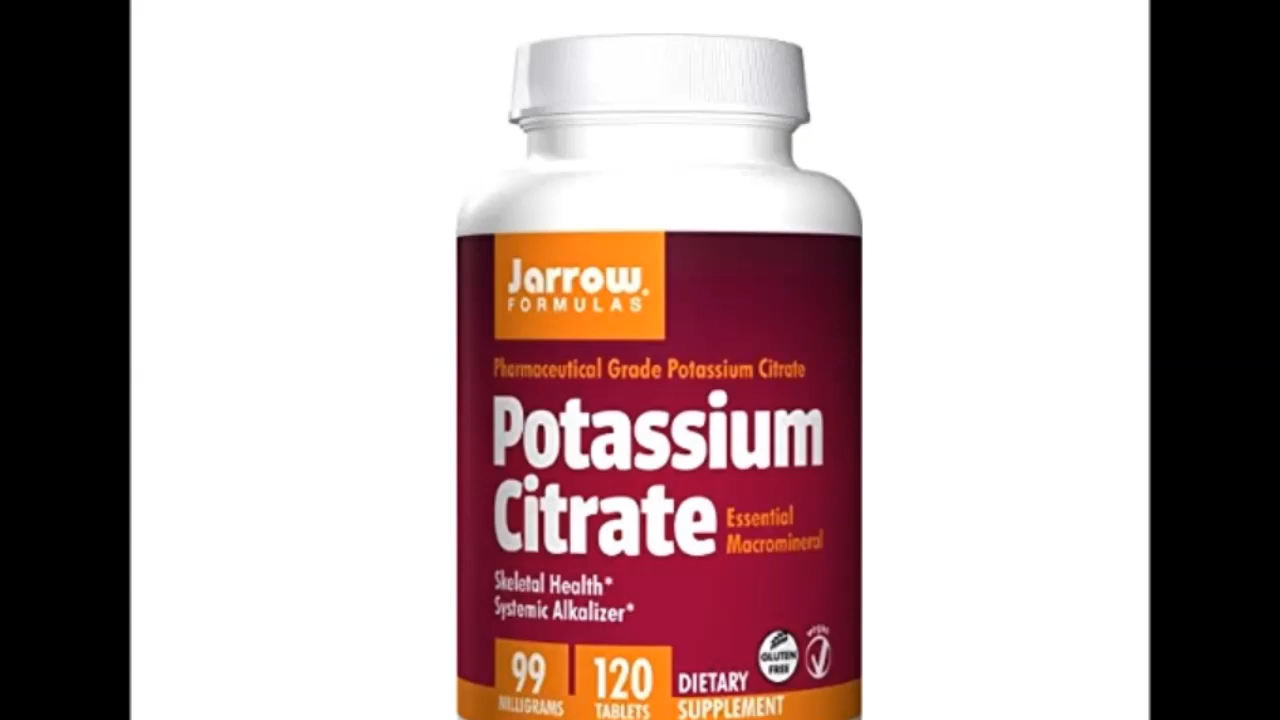 Jarrow
FORMULAS
Pharmaceutical Grade Potassium Citrate
Potassium
Citrate
Essential
Macromineral
Skeletal Health*
Systemic Alkalizer*
99
MILLIGRAMS
120
TABLETS
DIETARY
SUPPLEMENT
GLUTEN
FREE
vegan